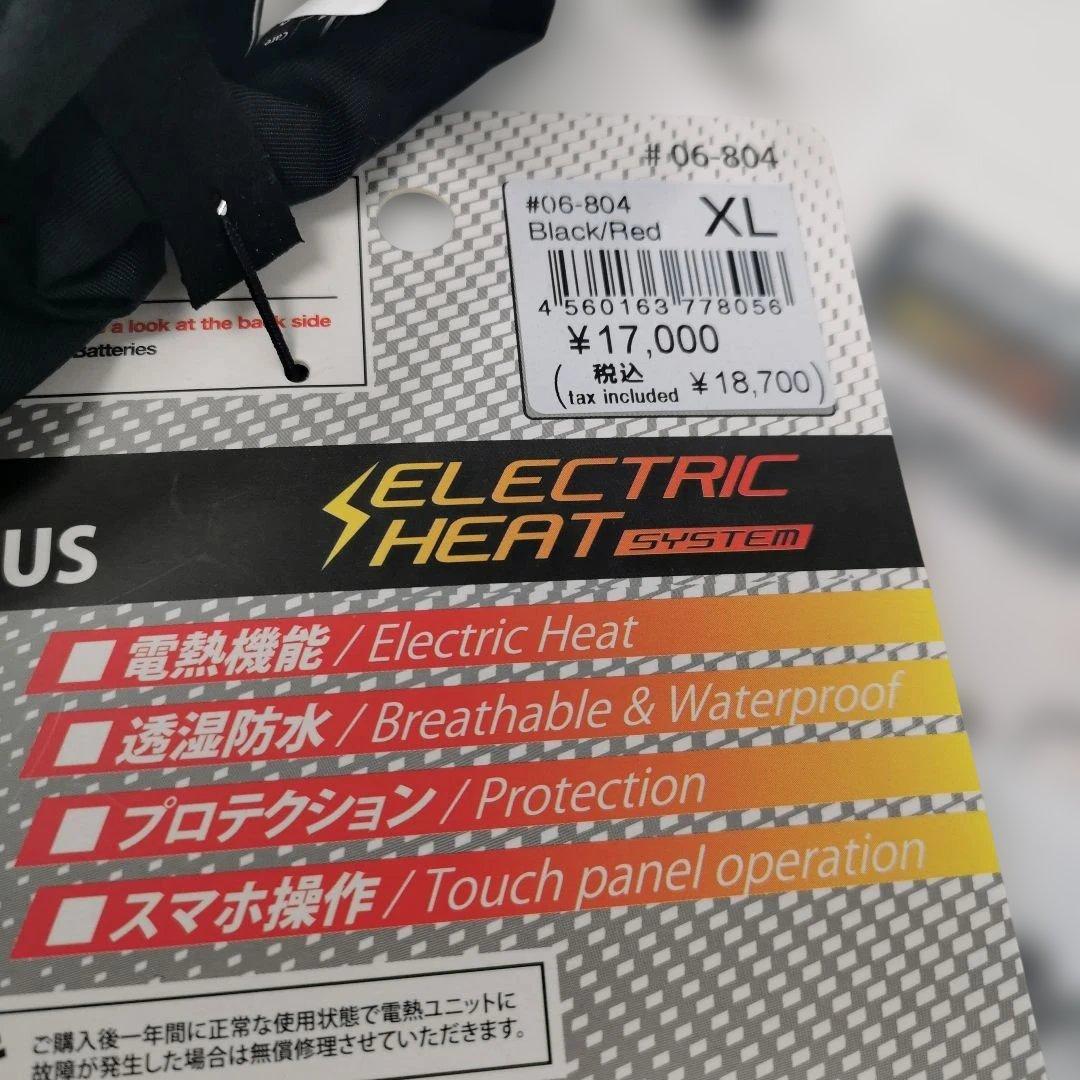 Care
# 06-804
#06-804
Black/Red XL
4 560163 778056
¥17,000
(税込 tax included ¥18,700)
a look at the back side
Batteries
US
ELECTRIC
HEAT SYSTEM
電熱機能 / Electric Heat
透湿防水 / Breathable & Waterproof
プロテクション / Protection
スマホ操作 / Touch panel operation
ご購入後一年間に正常な使用状態で電熱ユニットに
故障が発生した場合は無償修理させていただきます。